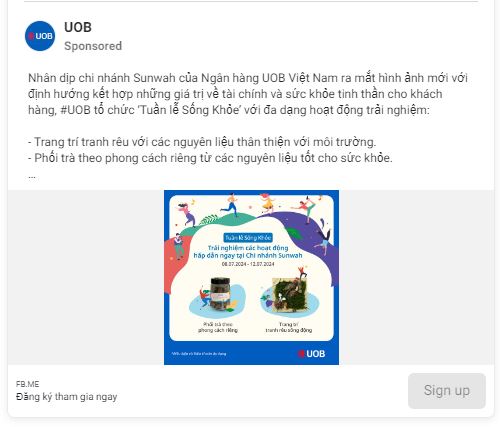 UOB
UOB
Sponsored
Nhân dịp chi nhánh Sunwah của Ngân hàng UOB Việt Nam ra mắt hình ảnh mới với
định hướng kết hợp những giá trị về tài chính và sức khỏe tinh thần cho khách
hàng, #UOB tổ chức ‘Tuần lễ Sống Khỏe’ với đa dạng hoạt động trải nghiệm:
- Trang trí tranh rêu với các nguyên liệu thân thiện với môi trường.
- Phối trà theo phong cách riêng từ các nguyên liệu tốt cho sức khỏe.
...
Tuần lễ Sống Khỏe
Trải nghiệm các hoạt động
hấp dẫn ngay tại Chi nhánh Sunwah
08.07.2024 - 12.07.2024
Phối trà theo
phong cách riêng
Trang trí
tranh rêu sống động
UOB
FB.ME
Đăng ký tham gia ngay
Sign up